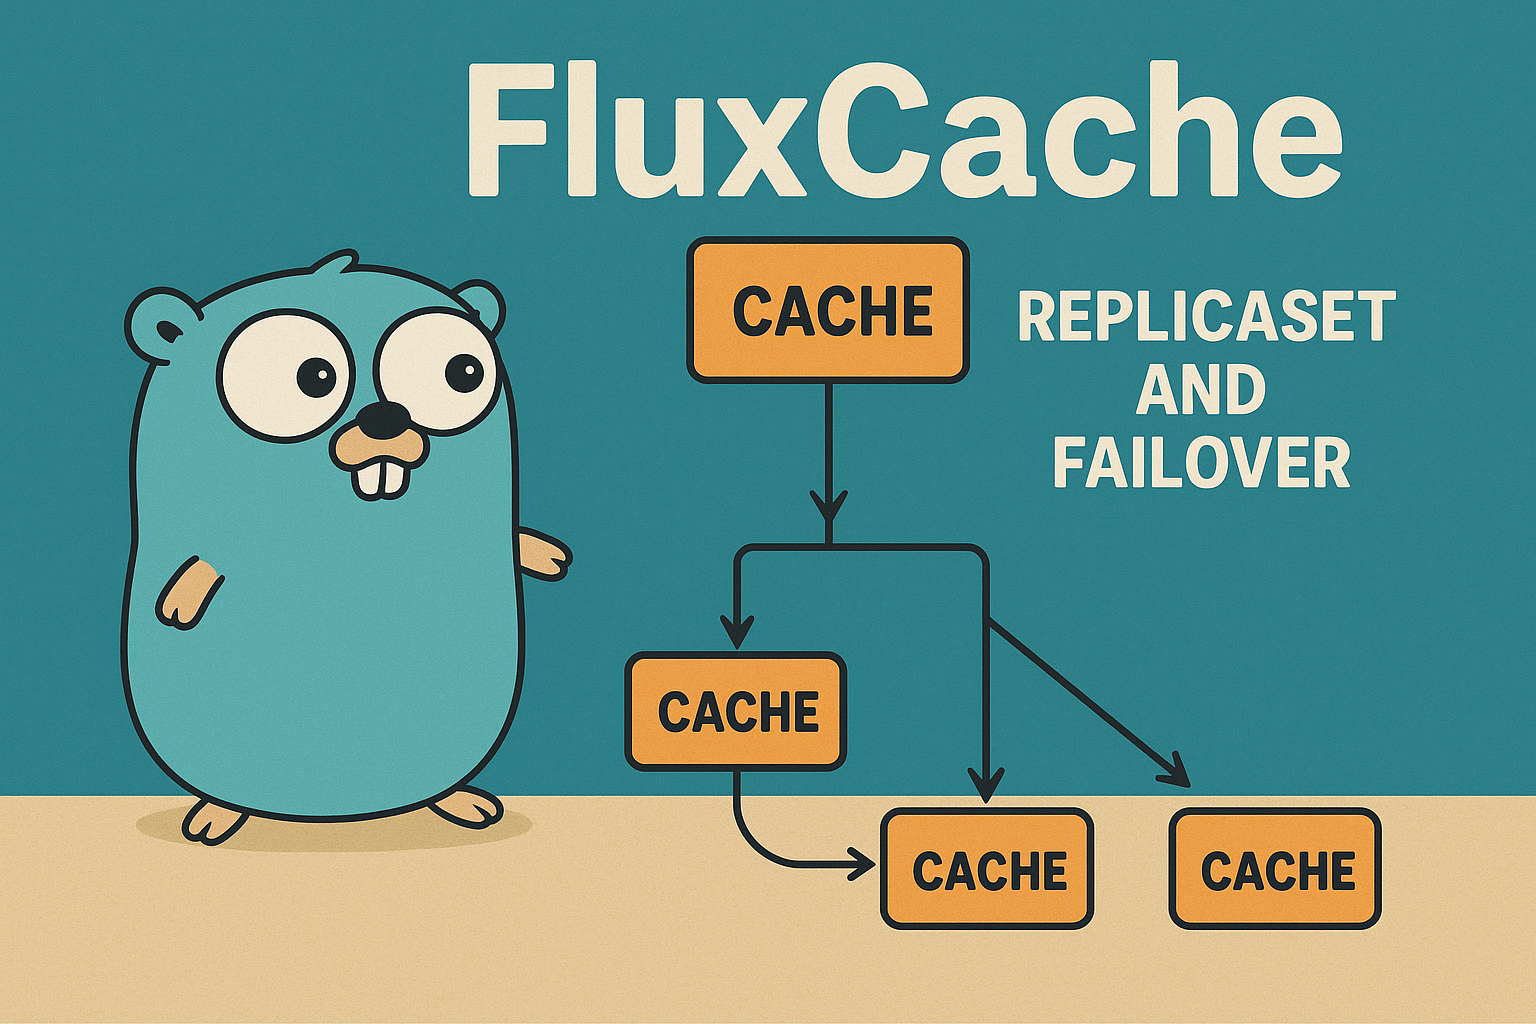 FluxCache
CACHE
REPLICASET
AND
FAILOVER
CACHE
CACHE
CACHE